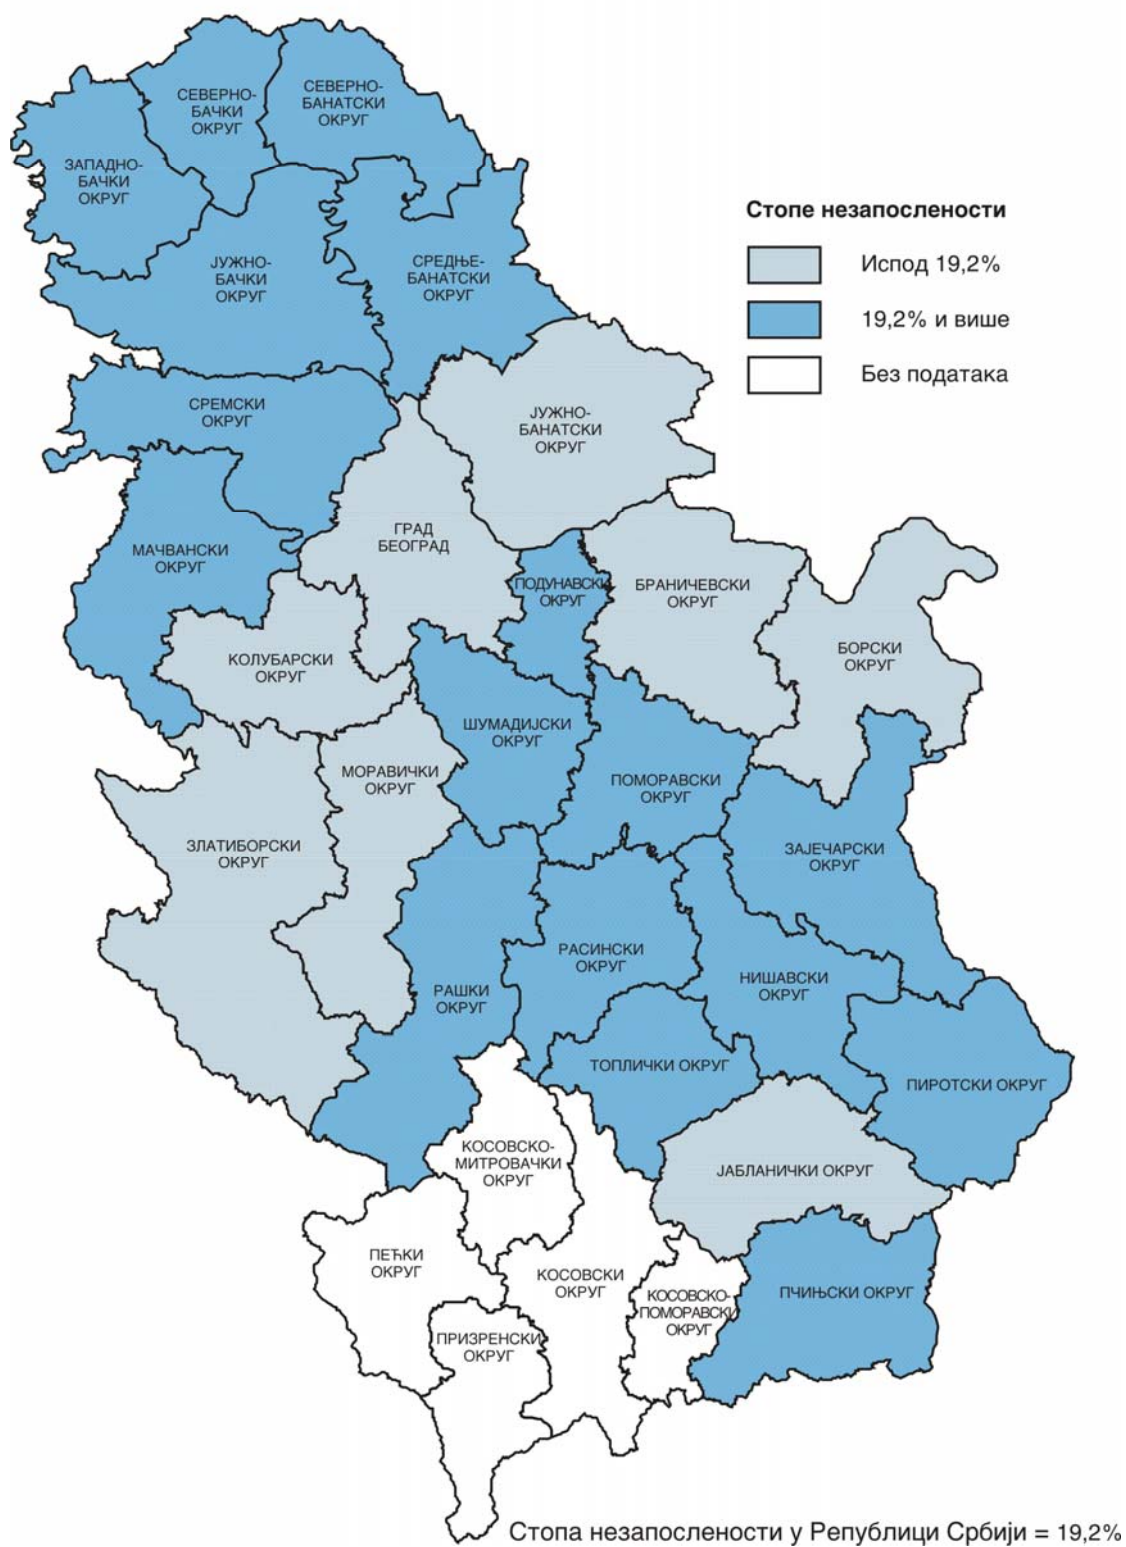 СЕВЕРНО-
БАЧКИ
ОКРУГ
СЕВЕРНО-
БАНАТСКИ
ОКРУГ
ЗАПАДНО-
БАЧКИ
ОКРУГ
ЈУЖНО-
БАЧКИ
ОКРУГ
СРЕДЊЕ-
БАНАТСКИ
ОКРУГ
Стопе незапослености
Испод 19,2%
19,2% и више
Без података
СРЕМСКИ
ОКРУГ
ЈУЖНО-
БАНАТСКИ
ОКРУГ
МАЧВАНСКИ
ОКРУГ
ГРАД
БЕОГРАД
ПОДУНАВСКИ
ОКРУГ
БРАНИЧЕВСКИ
ОКРУГ
БОРСКИ
ОКРУГ
КОЛУБАРСКИ
ОКРУГ
ШУМАДИЈСКИ
ОКРУГ
МОРАВИЧКИ
ОКРУГ
ПОМОРАВСКИ
ОКРУГ
ЗЛАТИБОРСКИ
ОКРУГ
ЗАЈЕЧАРСКИ
ОКРУГ
РАСИНСКИ
ОКРУГ
НИШАВСКИ
ОКРУГ
РАШКИ
ОКРУГ
ТОПЛИЧКИ ОКРУГ
ПИРОТСКИ ОКРУГ
КОСОВСКО-
МИТРОВАЧКИ
ОКРУГ
ЈАБЛАНИЧКИ ОКРУГ
ПЕЋКИ
ОКРУГ
КОСОВСКИ
ОКРУГ
КОСОВСКО-
ПОМОРАВСКИ
ОКРУГ
ПЧИЊСКИ ОКРУГ
ПРИЗРЕНСКИ
ОКРУГ
Стопа незапослености у Републици Србији = 19,2%